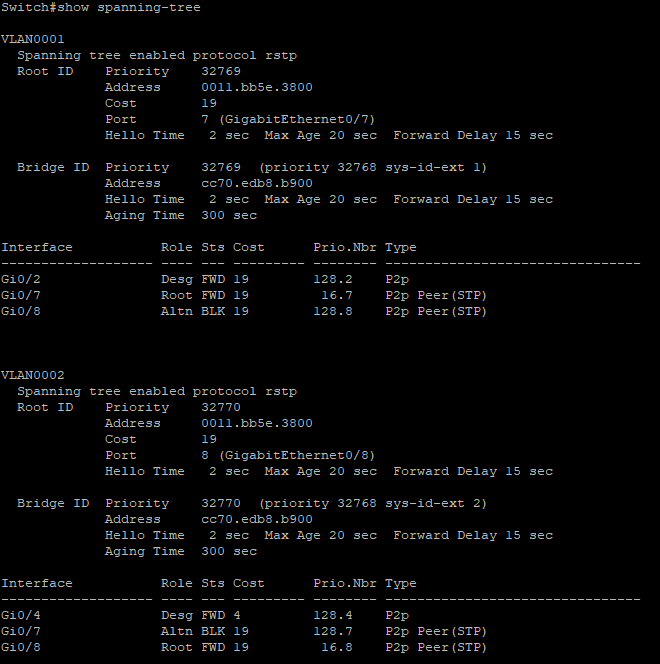 Switch#show spanning-tree
VLAN0001
  Spanning tree enabled protocol rstp
  Root ID    Priority    32769
             Address     0011.bb5e.3800
             Cost        19
             Port        7 (GigabitEthernet0/7)
             Hello Time   2 sec  Max Age 20 sec  Forward Delay 15 sec
  Bridge ID  Priority    32769  (priority 32768 sys-id-ext 1)
             Address     cc70.edb8.b900
             Hello Time   2 sec  Max Age 20 sec  Forward Delay 15 sec
             Aging Time  300 sec
Interface           Role Sts Cost      Prio.Nbr Type
------------------- ---- --- --------- -------- --------------------------------
Gi0/2               Desg FWD 19        128.2    P2p
Gi0/7               Root FWD 19         16.7    P2p Peer(STP)
Gi0/8               Altn BLK 19        128.8    P2p Peer(STP)
VLAN0002
  Spanning tree enabled protocol rstp
  Root ID    Priority    32770
             Address     0011.bb5e.3800
             Cost        19
             Port        8 (GigabitEthernet0/8)
             Hello Time   2 sec  Max Age 20 sec  Forward Delay 15 sec
  Bridge ID  Priority    32770  (priority 32768 sys-id-ext 2)
             Address     cc70.edb8.b900
             Hello Time   2 sec  Max Age 20 sec  Forward Delay 15 sec
             Aging Time  300 sec
Interface           Role Sts Cost      Prio.Nbr Type
------------------- ---- --- --------- -------- --------------------------------
Gi0/4               Desg FWD 4         128.4    P2p
Gi0/7               Altn BLK 19        128.7    P2p Peer(STP)
Gi0/8               Root FWD 19         16.8    P2p Peer(STP)